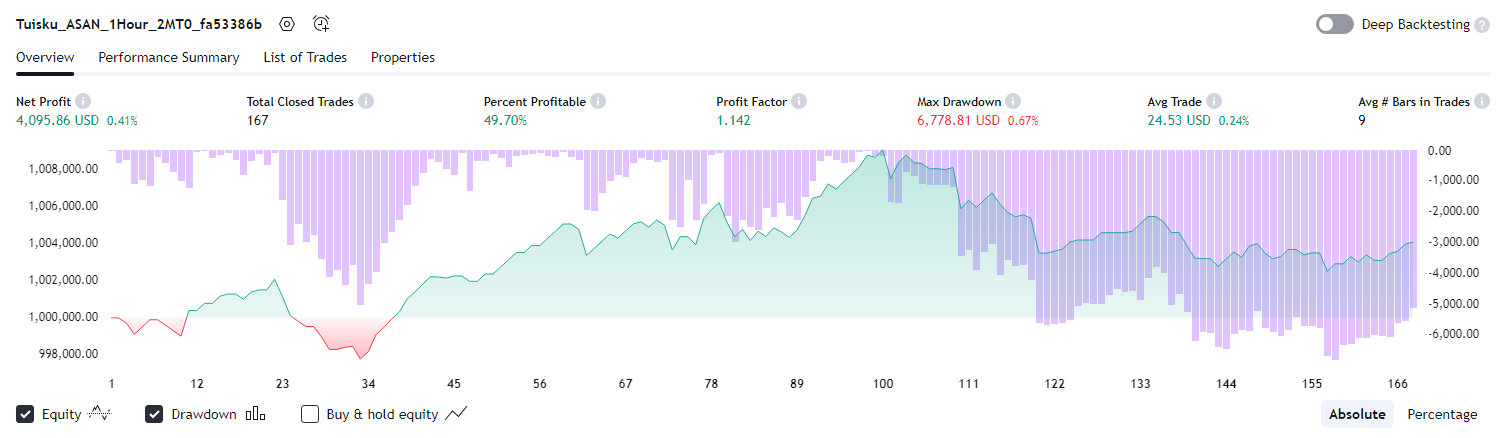 Tuisku_ASAN_1Hour_2MT0_fa53386b Deep Backtesting ?
Overview Performance Summary List of Trades Properties
Net Profit i Total Closed Trades i Percent Profitable i Profit Factor i Max Drawdown i Avg Trade i Avg # Bars in Trades i
4,095.86 USD 0.41% 167 49.70% 1.142 6,778.81 USD 0.67% 24.53 USD 0.24% 9
0.00
1,008,000.00 -1,000.00
1,006,000.00 -2,000.00
1,004,000.00 -3,000.00
1,002,000.00 -4,000.00
1,000,000.00 -5,000.00
998,000.00 -6,000.00
1 12 23 34 45 56 67 78 89 100 111 122 133 144 155 166
Equity Drawdown Buy & hold equity Absolute Percentage